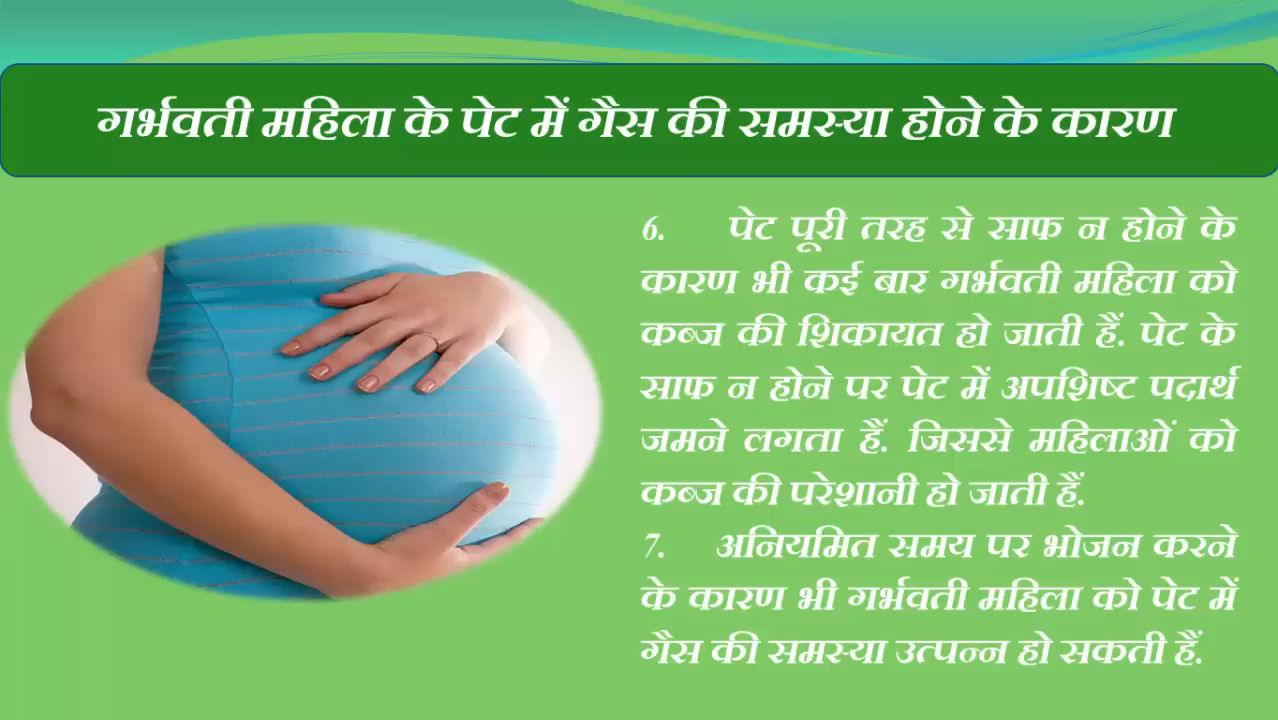 गर्भवती महिला के पेट में गैस की समस्या होने के कारण
6. पेट पूरी तरह से साफ न होने के
कारण भी कई बार गर्भवती महिला को
कब्ज की शिकायत हो जाती हैं. पेट के
साफ न होने पर पेट में अपशिष्ट पदार्थ
जमने लगता हैं. जिससे महिलाओं को
कब्ज की परेशानी हो जाती हैं.
7. अनियमित समय पर भोजन करने
के कारण भी गर्भवती महिला को पेट में
गैस की समस्या उत्पन्न हो सकती हैं.